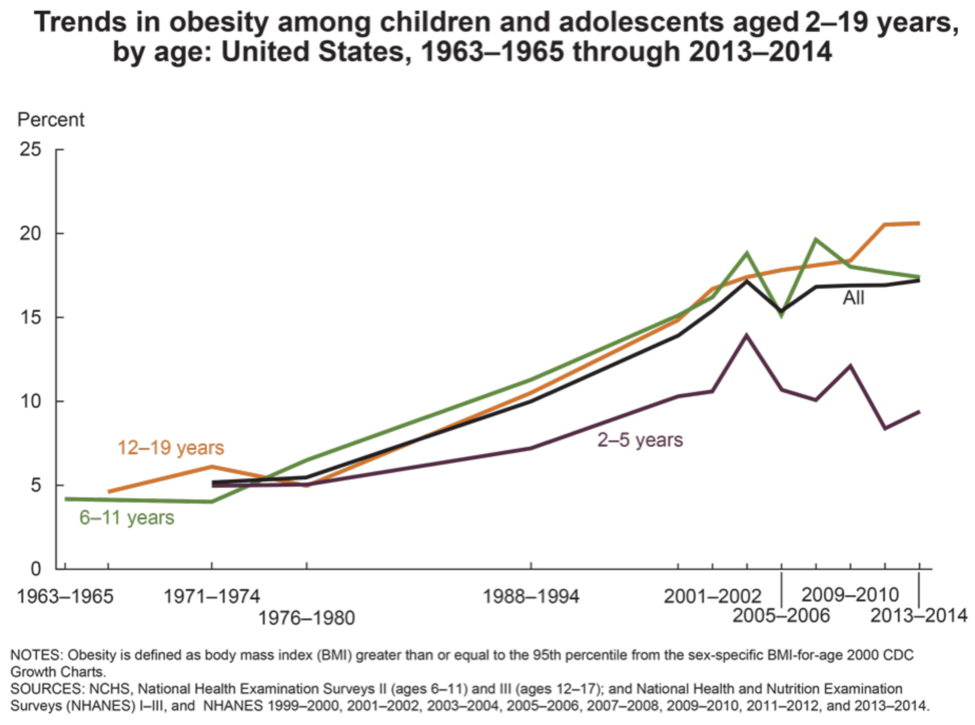 Trends in obesity among children and adolescents aged 2–19 years,
by age: United States, 1963–1965 through 2013–2014
Percent
25
20
15
10
5
0
All
2–5 years
12–19 years
6–11 years
1963–1965
1971–1974
1976–1980
1988–1994
2001–2002
2005–2006
2009–2010
2013–2014
NOTES: Obesity is defined as body mass index (BMI) greater than or equal to the 95th percentile from the sex-specific BMI-for-age 2000 CDC
Growth Charts.
SOURCES: NCHS, National Health Examination Surveys II (ages 6–11) and III (ages 12–17); and National Health and Nutrition Examination
Surveys (NHANES) I–III, and NHANES 1999–2000, 2001–2002, 2003–2004, 2005–2006, 2007–2008, 2009–2010, 2011–2012, and 2013–2014.